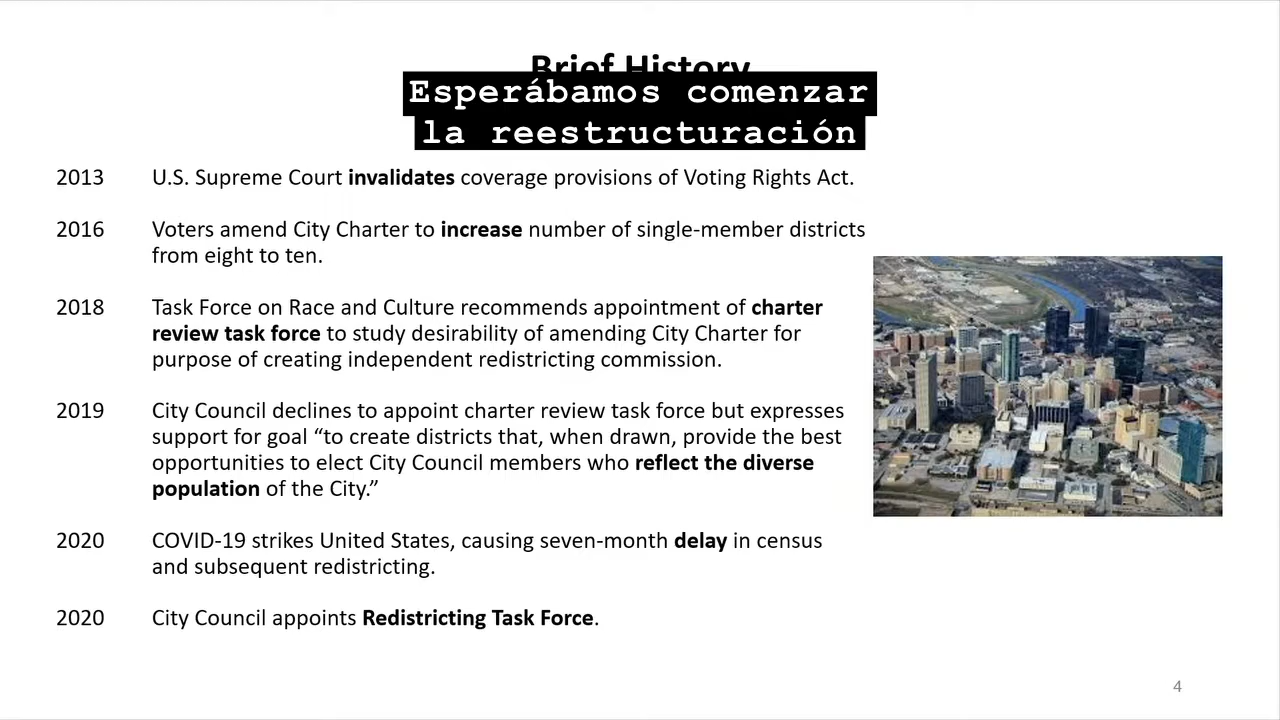 Brief History
Esperábamos comenzar
la reestructuración
2013 U.S. Supreme Court invalidates coverage provisions of Voting Rights Act.
2016 Voters amend City Charter to increase number of single-member districts
from eight to ten.
2018 Task Force on Race and Culture recommends appointment of charter
review task force to study desirability of amending City Charter for
purpose of creating independent redistricting commission.
2019 City Council declines to appoint charter review task force but expresses
support for goal “to create districts that, when drawn, provide the best
opportunities to elect City Council members who reflect the diverse
population of the City.”
2020 COVID-19 strikes United States, causing seven-month delay in census
and subsequent redistricting.
2020 City Council appoints Redistricting Task Force.
4